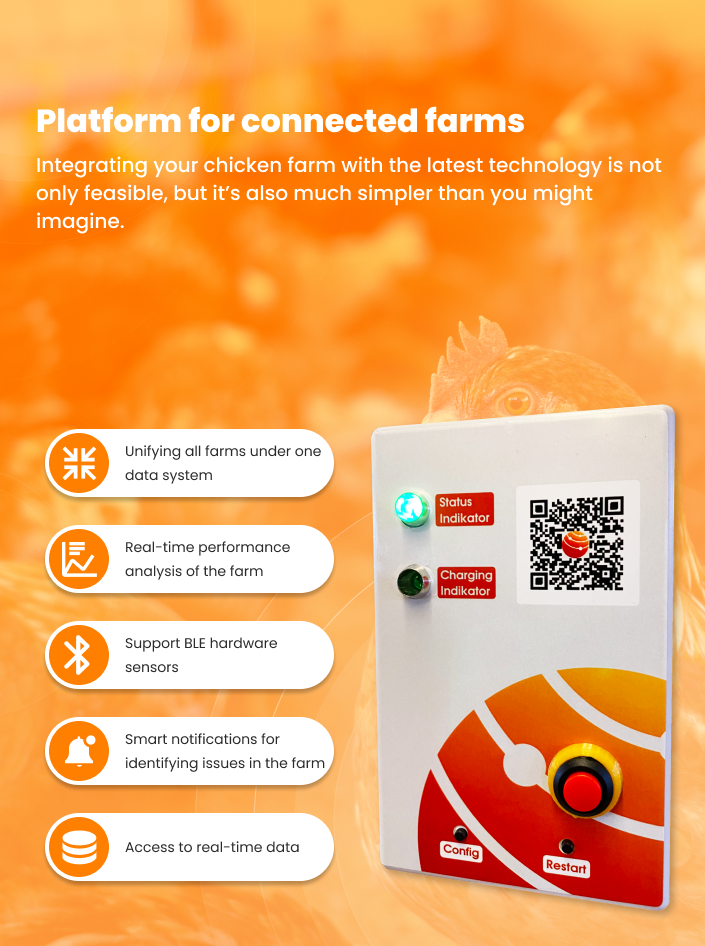 Platform for connected farms
Integrating your chicken farm with the latest technology is not
only feasible, but it’s also much simpler than you might
imagine.
Unifying all farms under one
data system
Real-time performance
analysis of the farm
Support BLE hardware
sensors
Smart notifications for
identifying issues in the farm
Access to real-time data
Status
Indikator
Charging
Indikator
Config
Restart